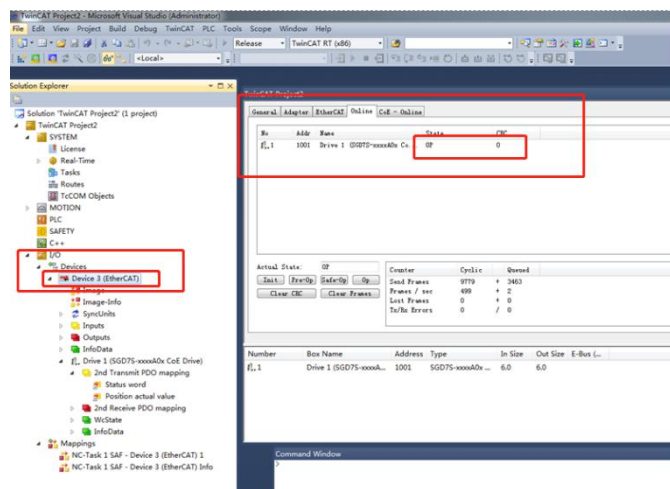 TwinCAT Project2 - Microsoft Visual Studio (Administrator)
File Edit View Project Build Debug TwinCAT PLC Tools Scope Window Help
Release TwinCAT RT (x86)
<Local>
Solution Explorer
Solution 'TwinCAT Project2' (1 project)
TwinCAT Project2
SYSTEM
License
Real-Time
Tasks
Routes
TcCOM Objects
MOTION
PLC
SAFETY
C++
I/O
Devices
Device 3 (EtherCAT)
Image
Image-Info
SyncUnits
Inputs
Outputs
InfoData
Drive 1 (SGD7S-xxxxA0x CoE Drive)
2nd Transmit PDO mapping
Status word
Position actual value
2nd Receive PDO mapping
WcState
InfoData
Mappings
NC-Task 1 SAF - Device 3 (EtherCAT) 1
NC-Task 1 SAF - Device 3 (EtherCAT) Info
TwinCAT Project2
General Adapter EtherCAT Online CoE - Online
No Addr Name State CRC
1 1001 Drive 1 (SGD7S-xxxxA0x Co... OP 0
Actual State: OP
Init Pre-Op Safe-Op Op
Clear CRC Clear Frames
Counter Cyclic Queued
Send Frames 9779 + 3463
Frames / sec 499 + 2
Lost Frames 0 + 0
Tx/Rx Errors 0 / 0
Number Box Name Address Type In Size Out Size E-Bus (...
1 Drive 1 (SGD7S-xxxxA... 1001 SGD7S-xxxxA0x ... 6.0 6.0
Command Window
>